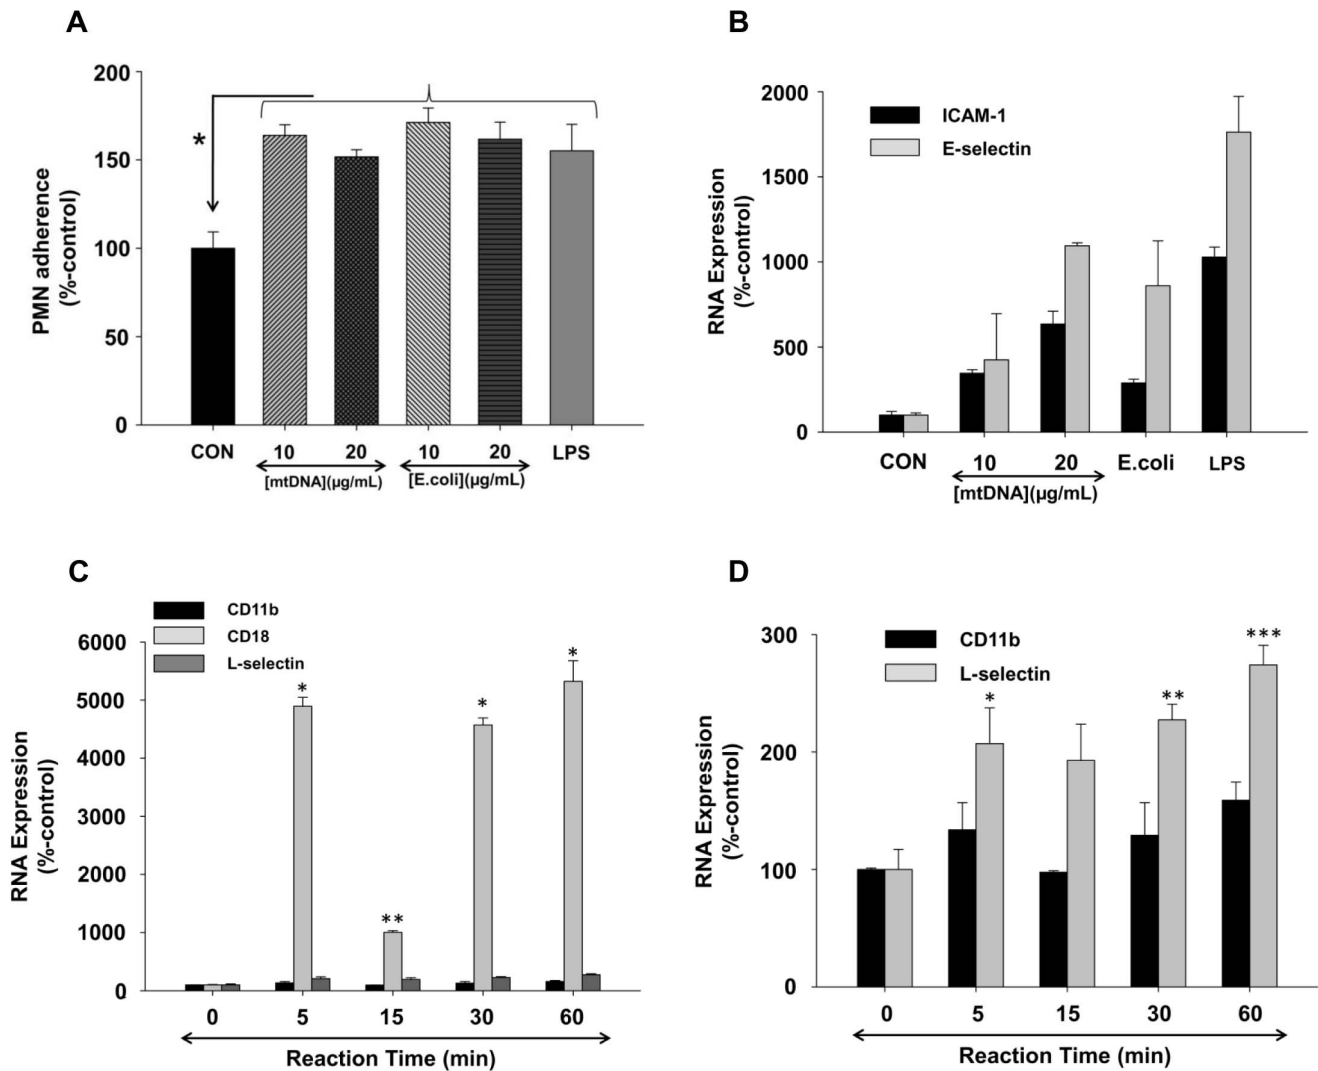 A
PMN adherence
(%-control)
200
150
100
50
0
*
CON
10
20
10
20
LPS
[mtDNA](µg/mL)
[E.coli](µg/mL)
B
RNA Expression
(%-control)
2000
1500
1000
500
0
ICAM-1
E-selectin
CON
10
20
E.coli
LPS
[mtDNA](µg/mL)
C
CD11b
CD18
L-selectin
RNA Expression
(%-control)
6000
5000
4000
3000
2000
1000
0
*
**
*
*
0
5
15
30
60
Reaction Time (min)
D
CD11b
L-selectin
RNA Expression
(%-control)
300
200
100
0
*
**
***
0
5
15
30
60
Reaction Time (min)